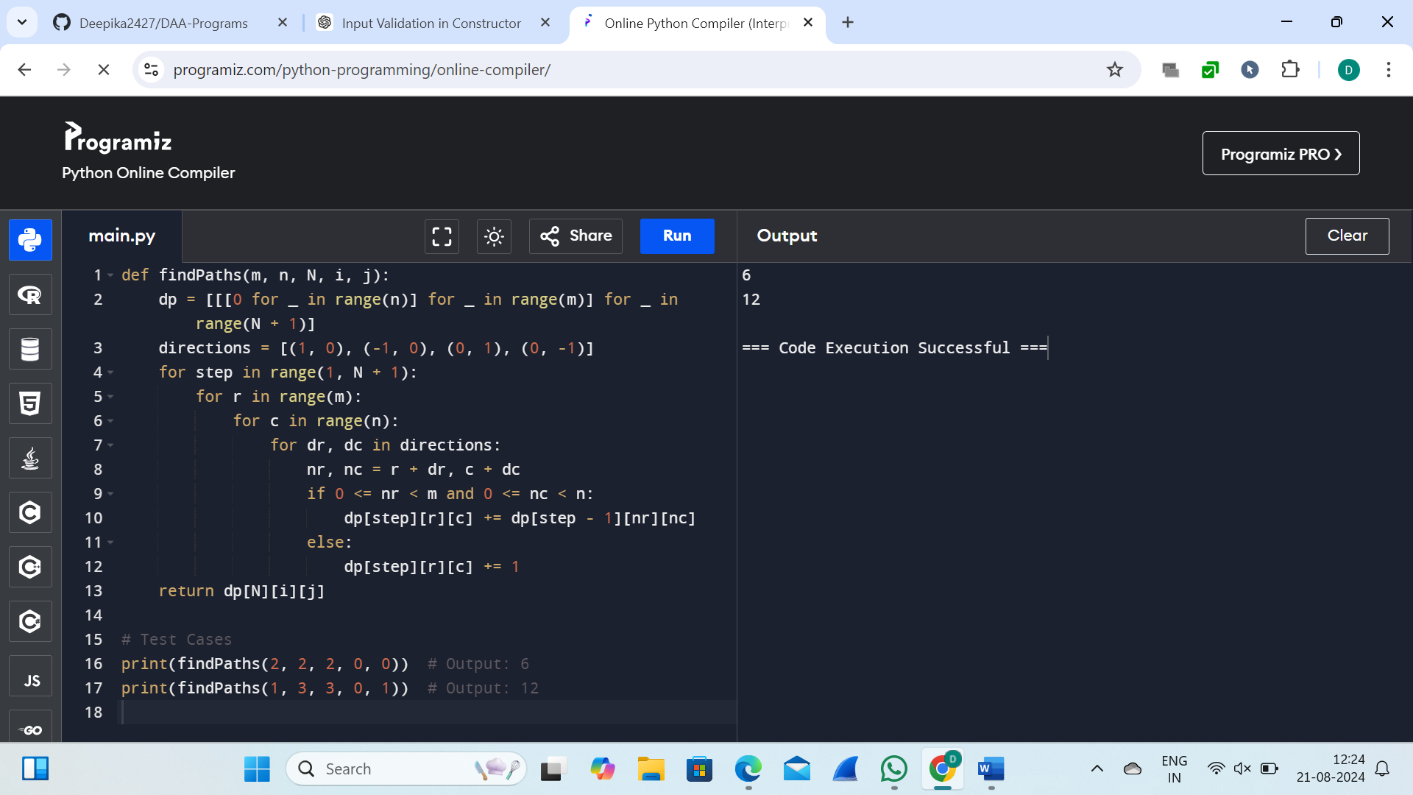 Deepika2427/DAA-Programs
Input Validation in Constructor
Online Python Compiler (Interp
programiz.com/python-programming/online-compiler/
D
Programiz
Python Online Compiler
Programiz PRO ❯
main.py
Share
Run
Output
Clear
1 def findPaths(m, n, N, i, j):
2 dp = [[[0 for _ in range(n)] for _ in range(m)] for _ in
range(N + 1)]
3 directions = [(1, 0), (-1, 0), (0, 1), (0, -1)]
4 for step in range(1, N + 1):
5 for r in range(m):
6 for c in range(n):
7 for dr, dc in directions:
8 nr, nc = r + dr, c + dc
9 if 0 <= nr < m and 0 <= nc < n:
10 dp[step][r][c] += dp[step - 1][nr][nc]
11 else:
12 dp[step][r][c] += 1
13 return dp[N][i][j]
14
15 # Test Cases
16 print(findPaths(2, 2, 2, 0, 0))  # Output: 6
17 print(findPaths(1, 3, 3, 0, 1))  # Output: 12
18
6
12
=== Code Execution Successful ===
JS
GO
Search
D
W
ENG
IN
12:24
21-08-2024